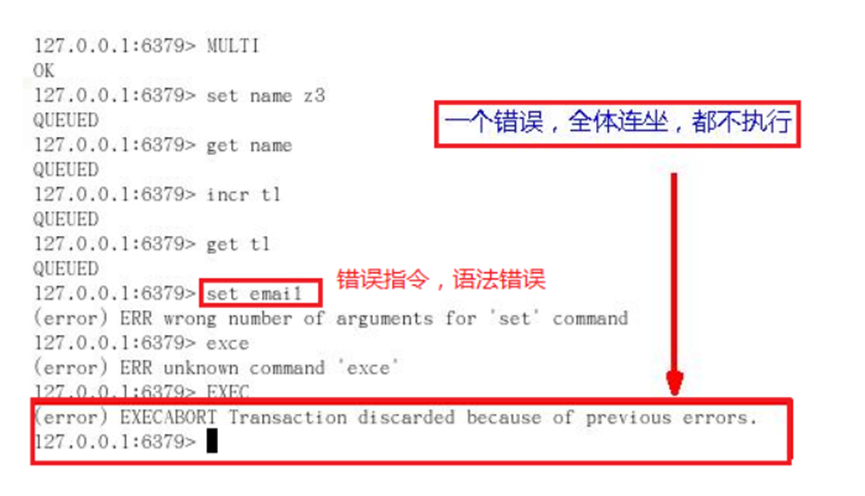 127.0.0.1:6379> MULTI
OK
127.0.0.1:6379> set name z3
QUEUED
一个错误，全体连坐，都不执行
127.0.0.1:6379> get name
QUEUED
127.0.0.1:6379> incr t1
QUEUED
127.0.0.1:6379> get t1
QUEUED
错误指令，语法错误
127.0.0.1:6379> set email
(error) ERR wrong number of arguments for 'set' command
127.0.0.1:6379> exce
(error) ERR unknown command 'exce'
127.0.0.1:6379> EXEC
(error) EXECABORT Transaction discarded because of previous errors.
127.0.0.1:6379>